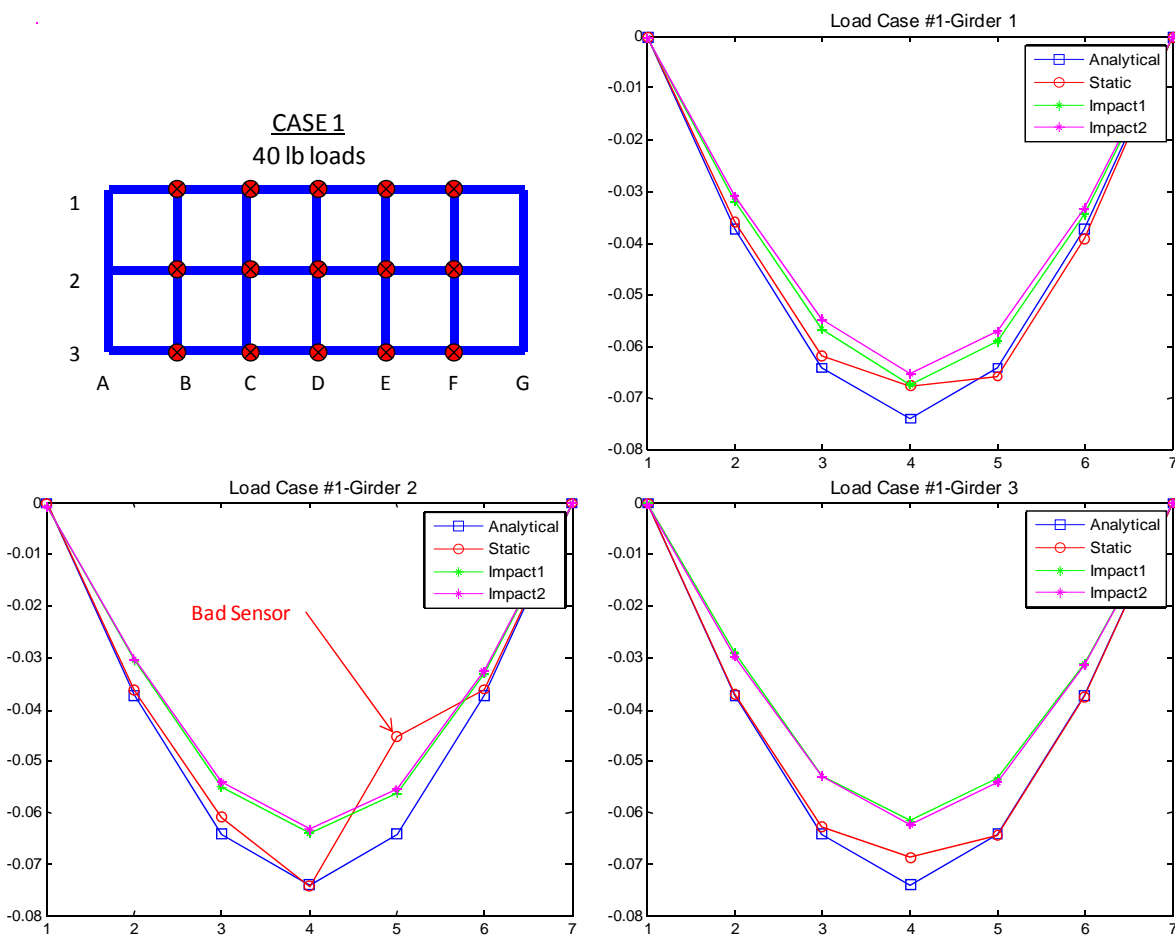 CASE 1
40 lb loads
1
2
3
A B C D E F G
Load Case #1-Girder 1
0
-0.01
-0.02
-0.03
-0.04
-0.05
-0.06
-0.07
-0.08
1 2 3 4 5 6 7
Analytical
Static
Impact1
Impact2
Load Case #1-Girder 2
0
-0.01
-0.02
-0.03
-0.04
-0.05
-0.06
-0.07
-0.08
1 2 3 4 5 6 7
Analytical
Static
Impact1
Impact2
Bad Sensor
Load Case #1-Girder 3
0
-0.01
-0.02
-0.03
-0.04
-0.05
-0.06
-0.07
-0.08
1 2 3 4 5 6 7
Analytical
Static
Impact1
Impact2